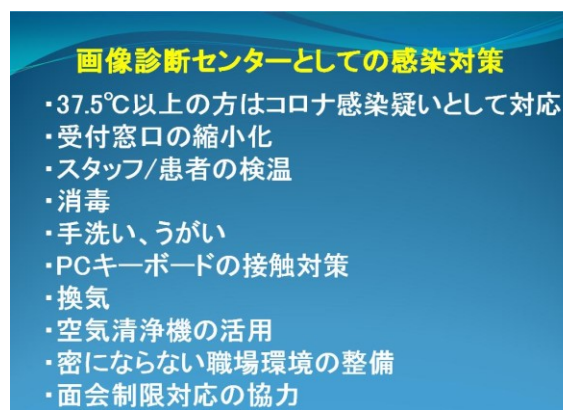 画像診断センターとしての感染対策
・37.5℃以上の方はコロナ感染疑いとして対応
・受付窓口の縮小化
・スタッフ/患者の検温
・消毒
・手洗い、うがい
・PCキーボードの接触対策
・換気
・空気清浄機の活用
・密にならない職場環境の整備
・面会制限対応の協力